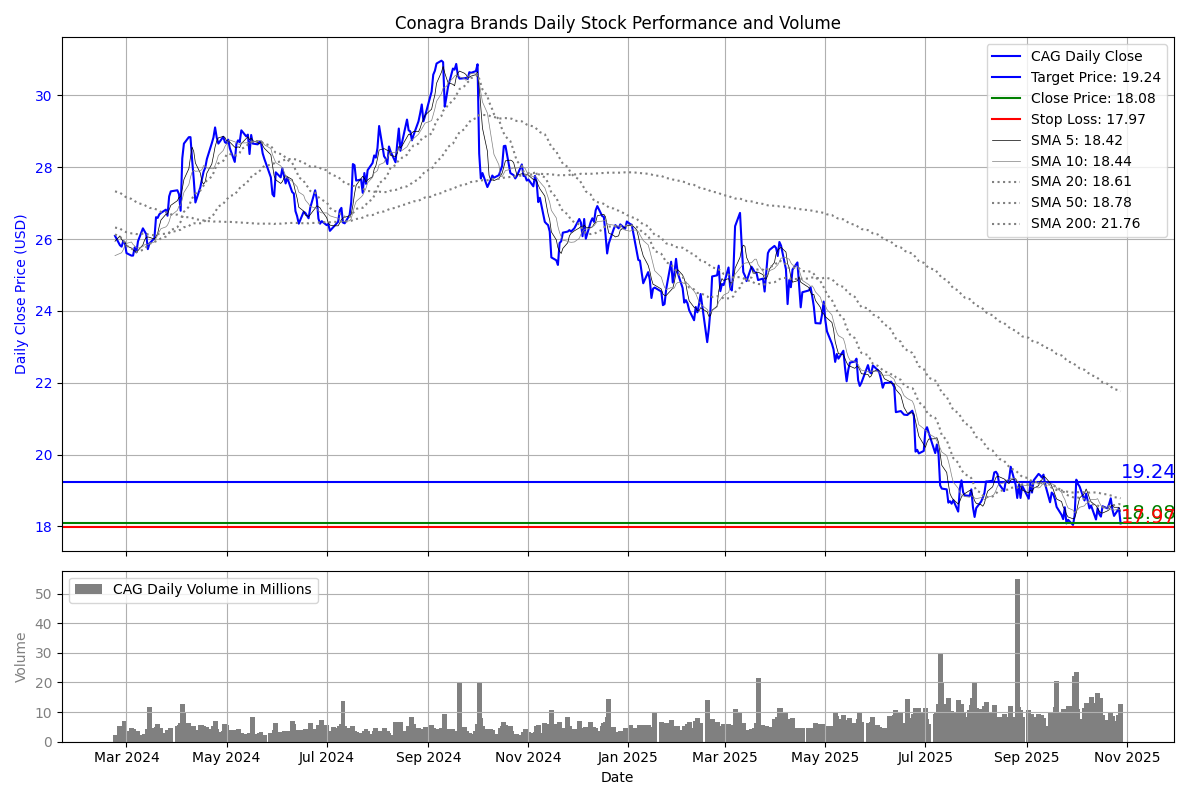 Conagra Brands Daily Stock Performance and Volume
Daily Close Price (USD)
30
28
26
24
22
20
18
CAG Daily Close
Target Price: 19.24
Close Price: 18.08
Stop Loss: 17.97
SMA 5: 18.42
SMA 10: 18.44
SMA 20: 18.61
SMA 50: 18.78
SMA 200: 21.76
19.24
18.08
17.97
Volume
50
40
30
20
10
0
CAG Daily Volume in Millions
Mar 2024 May 2024 Jul 2024 Sep 2024 Nov 2024 Jan 2025 Mar 2025 May 2025 Jul 2025 Sep 2025 Nov 2025
Date